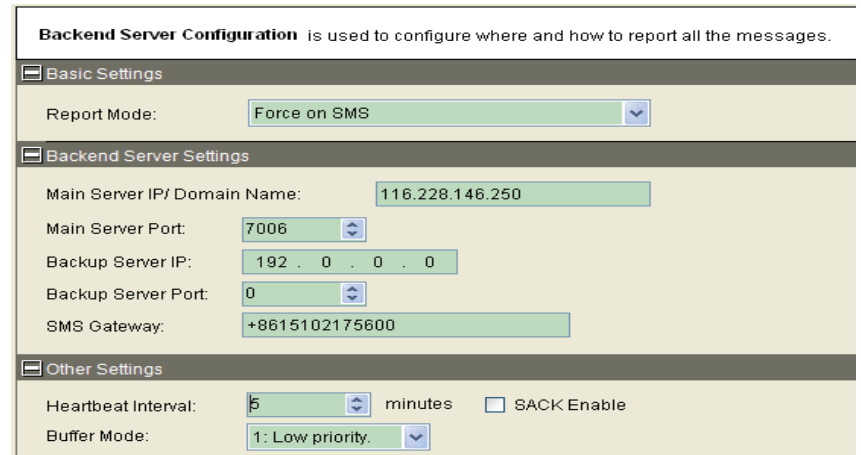 Backend Server Configuration is used to configure where and how to report all the messages.
Basic Settings
Report Mode: Force on SMS
Backend Server Settings
Main Server IP/ Domain Name: 116.228.146.250
Main Server Port: 7006
Backup Server IP: 192 . 0 . 0 . 0
Backup Server Port: 0
SMS Gateway: +8615102175600
Other Settings
Heartbeat Interval: 5 minutes SACK Enable
Buffer Mode: 1: Low priority.